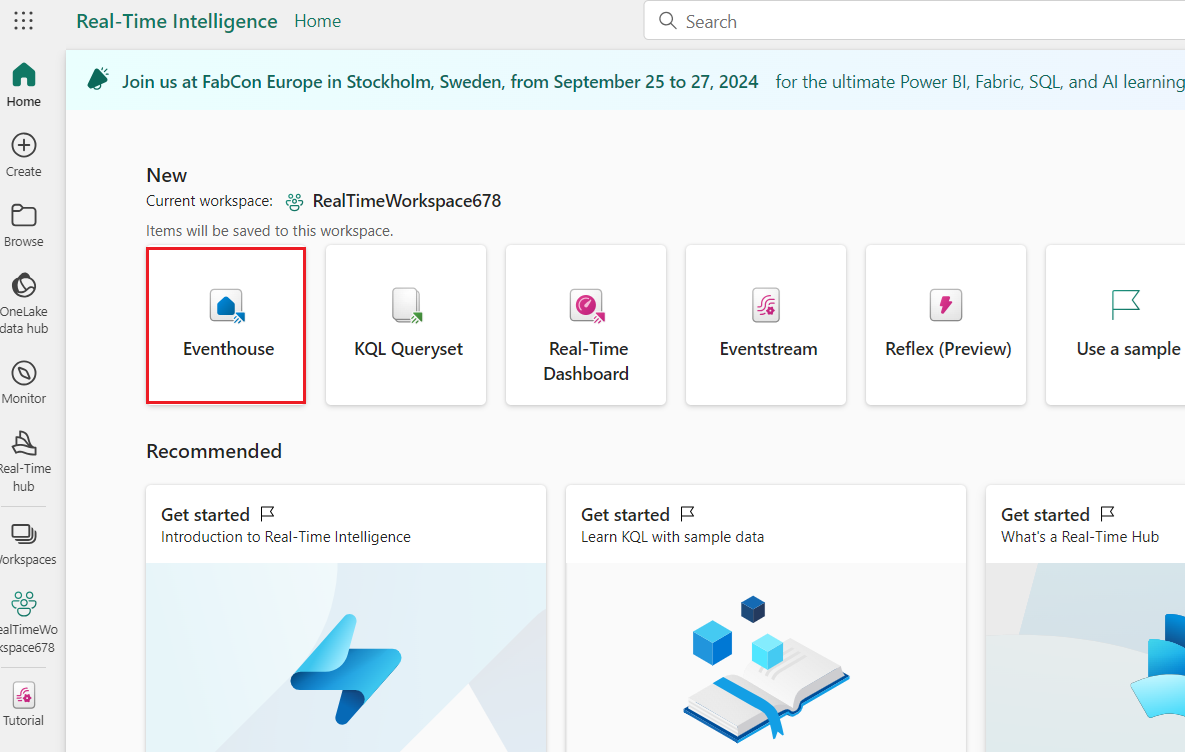 Real-Time Intelligence Home
Search
Home
Create
Browse
OneLake
data hub
Monitor
Real-Time
hub
Workspaces
ealTimeWo
kspace678
Tutorial
Join us at FabCon Europe in Stockholm, Sweden, from September 25 to 27, 2024 for the ultimate Power BI, Fabric, SQL, and AI learning
New
Current workspace: RealTimeWorkspace678
Items will be saved to this workspace.
Eventhouse
KQL Queryset
Real-Time
Dashboard
Eventstream
Reflex (Preview)
Use a sample
Recommended
Get started
Introduction to Real-Time Intelligence
Get started
Learn KQL with sample data
Get started
What's a Real-Time Hub